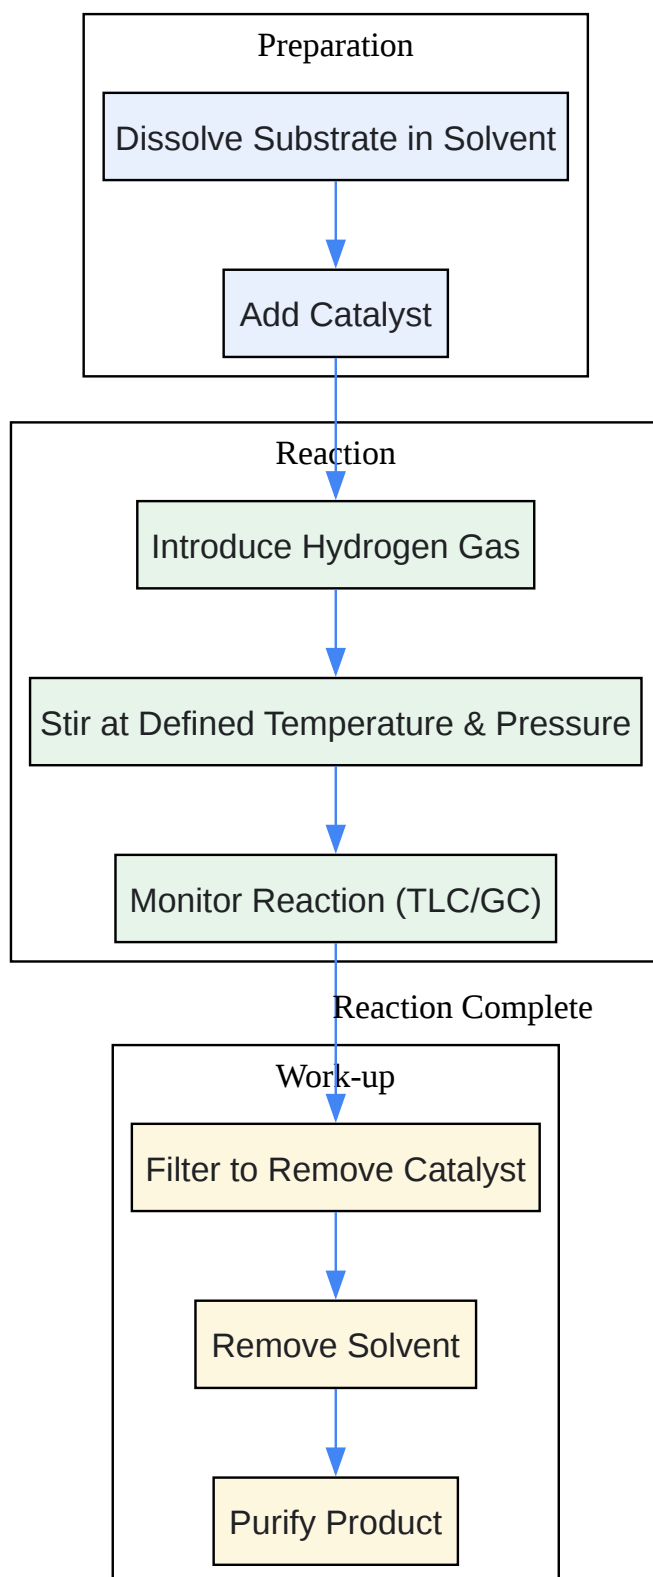 Preparation
Dissolve Substrate in Solvent
Add Catalyst
Reaction
Introduce Hydrogen Gas
Stir at Defined Temperature & Pressure
Monitor Reaction (TLC/GC)
Reaction Complete
Work-up
Filter to Remove Catalyst
Remove Solvent
Purify Product